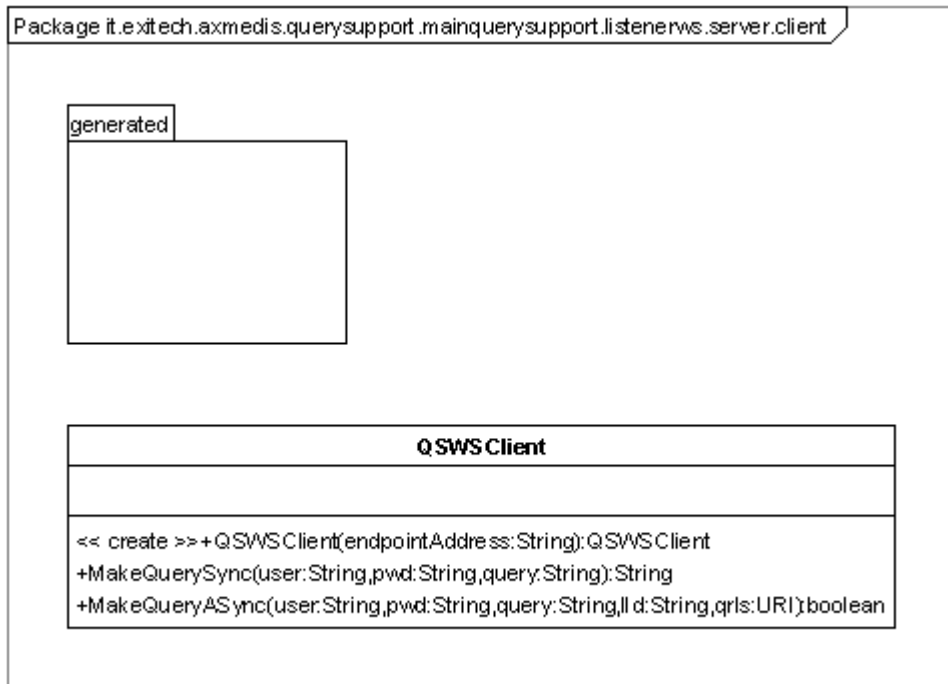 Package it.exitech.axmedis.querysupport.mainquerysupport.listenerws.server.client
generated
QSWSClient
<< create >>+QSWSClient(endpointAddress:String):QSWSClient
+MakeQuerySync(user:String,pwd:String,query:String):String
+MakeQueryASync(user:String,pwd:String,query:String,lId:String,qrls:URI):boolean